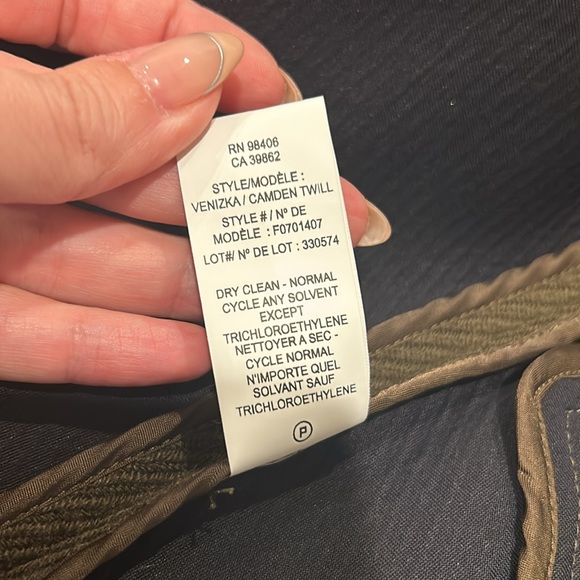 RN 98406
CA 39862
STYLE/MODÈLE :
VENIZKA / CAMDEN TWILL
STYLE # / Nº DE
MODÈLE : F0701407
LOT#/ Nº DE LOT : 330574
DRY CLEAN - NORMAL
CYCLE ANY SOLVENT
EXCEPT
TRICHLOROETHYLENE
NETTOYER A SEC -
CYCLE NORMAL
N'IMPORTE QUEL
SOLVANT SAUF
TRICHLOROETHYLENE
P